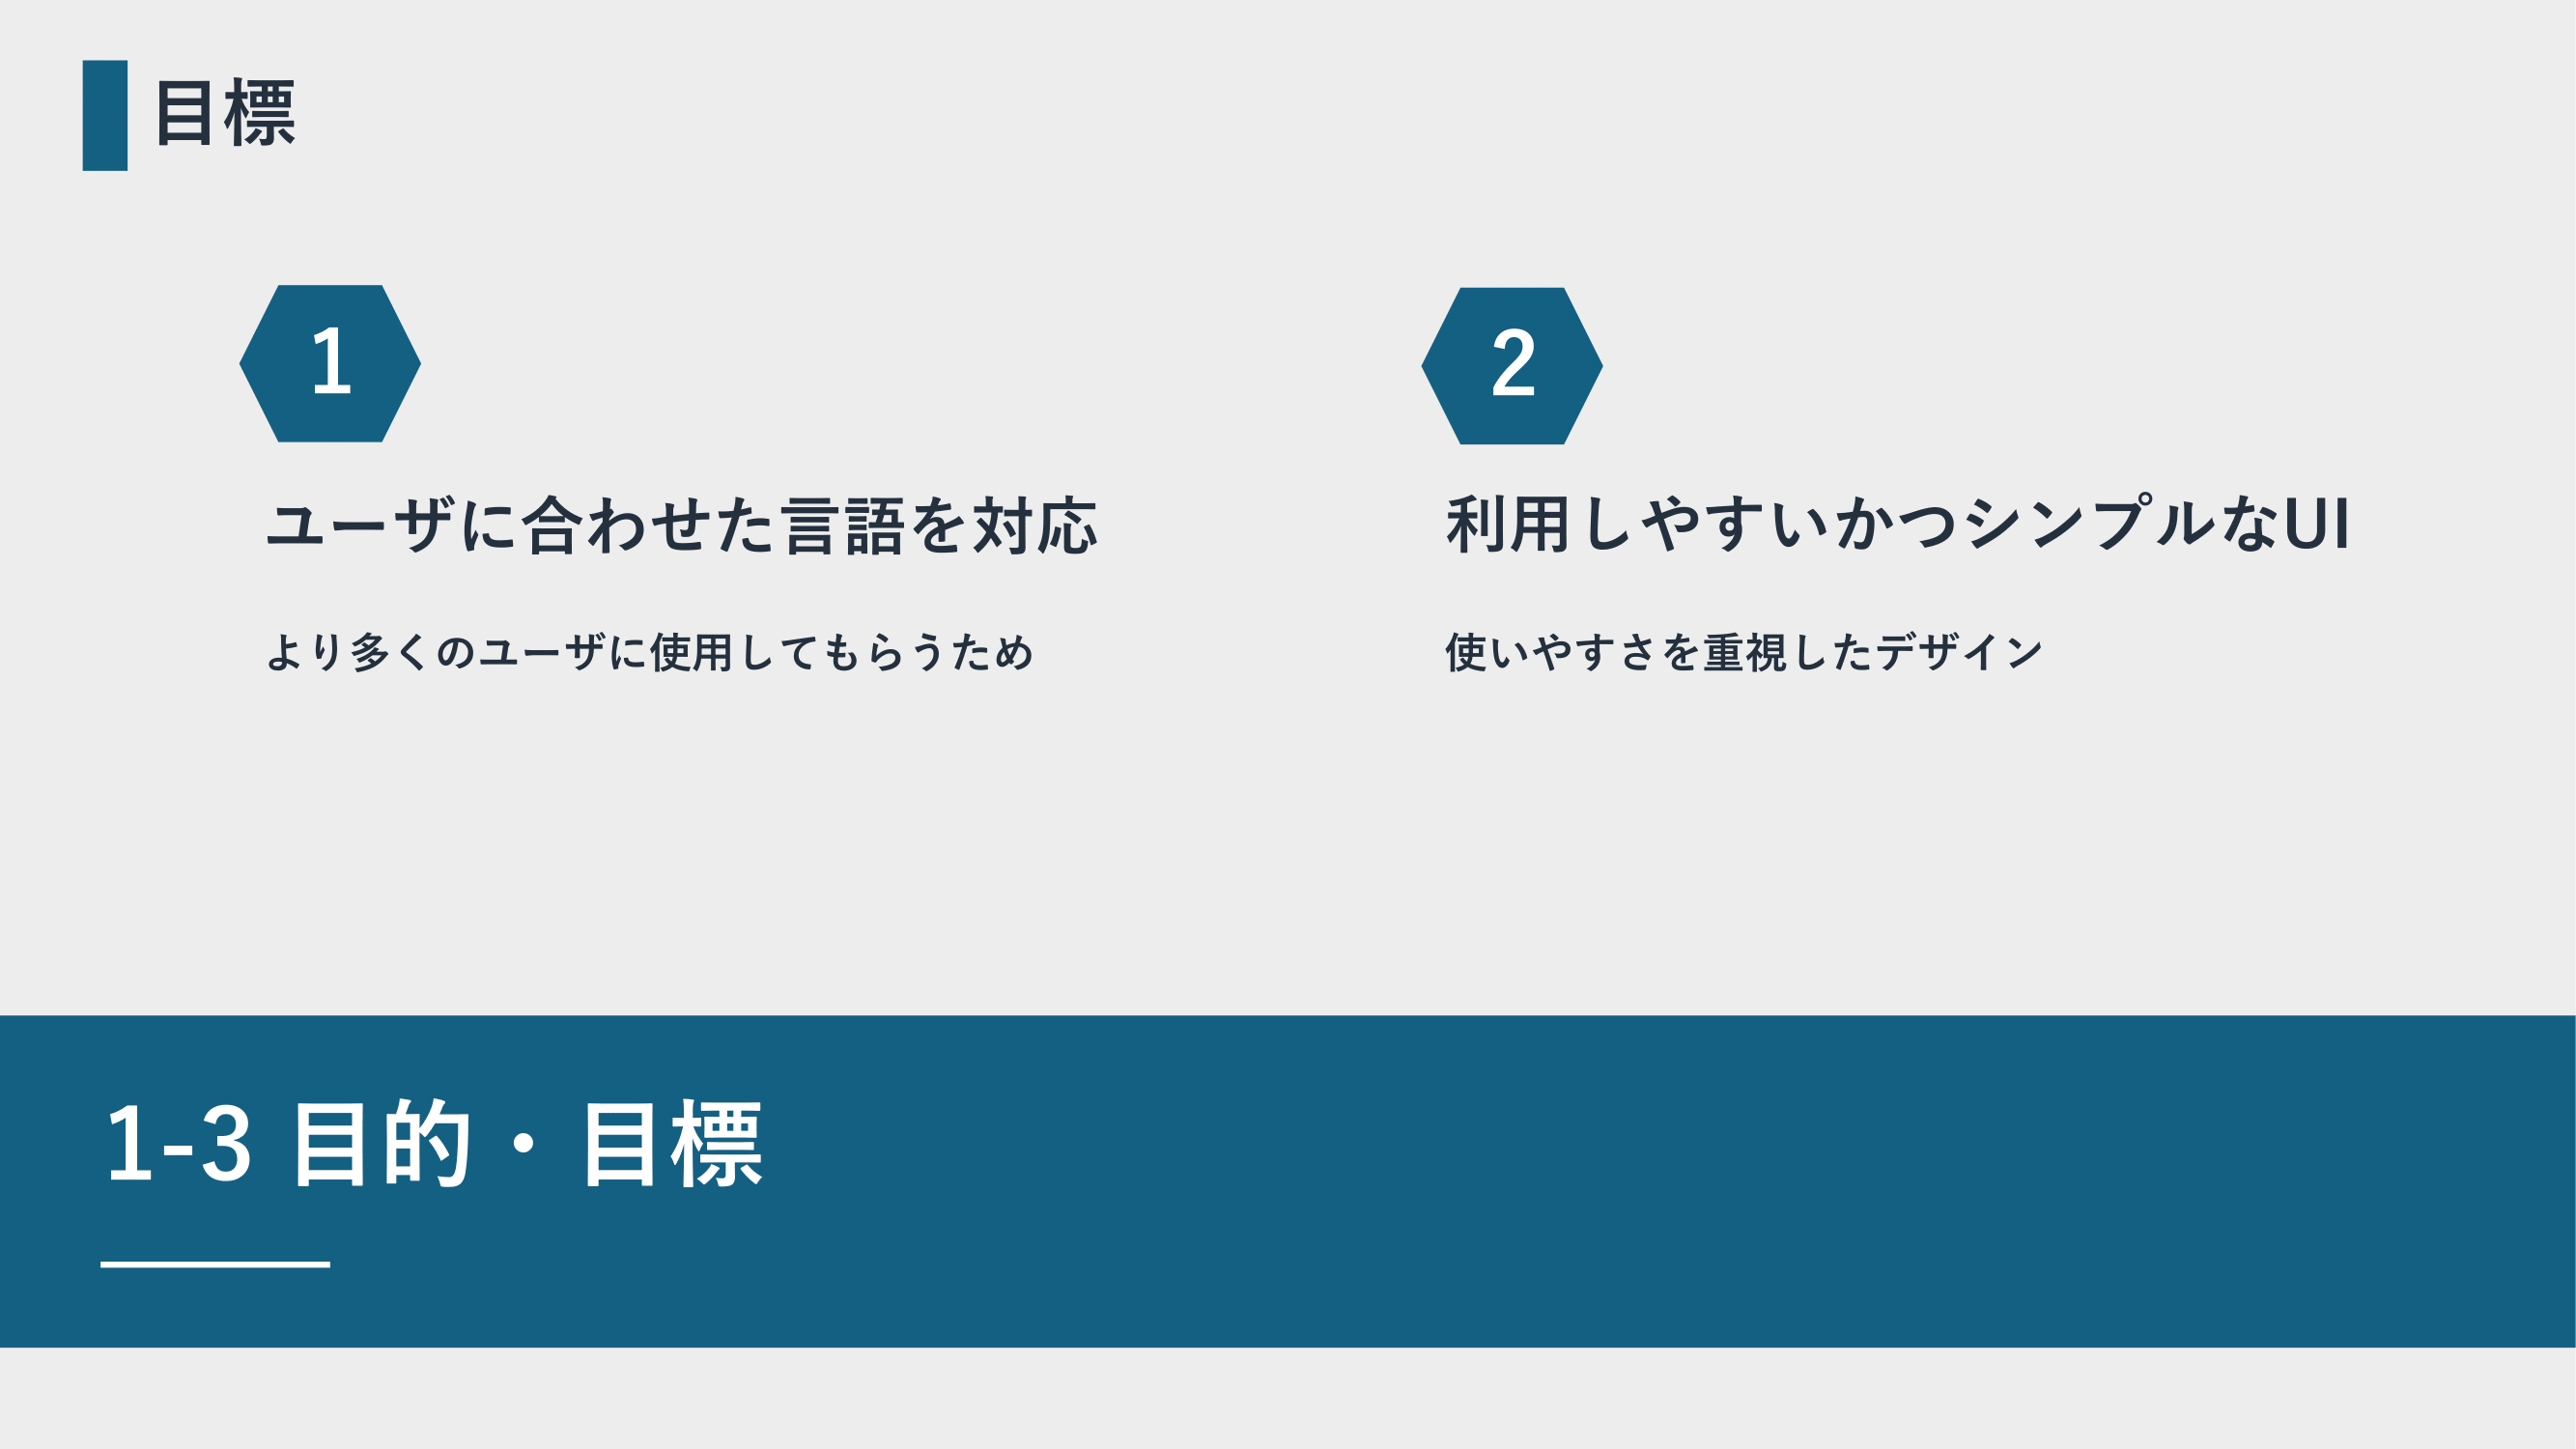 目標
1
ユーザに合わせた言語を対応
より多くのユーザに使用してもらうため
2
利用しやすいかつシンプルなUI
使いやすさを重視したデザイン
1-3 目的・目標